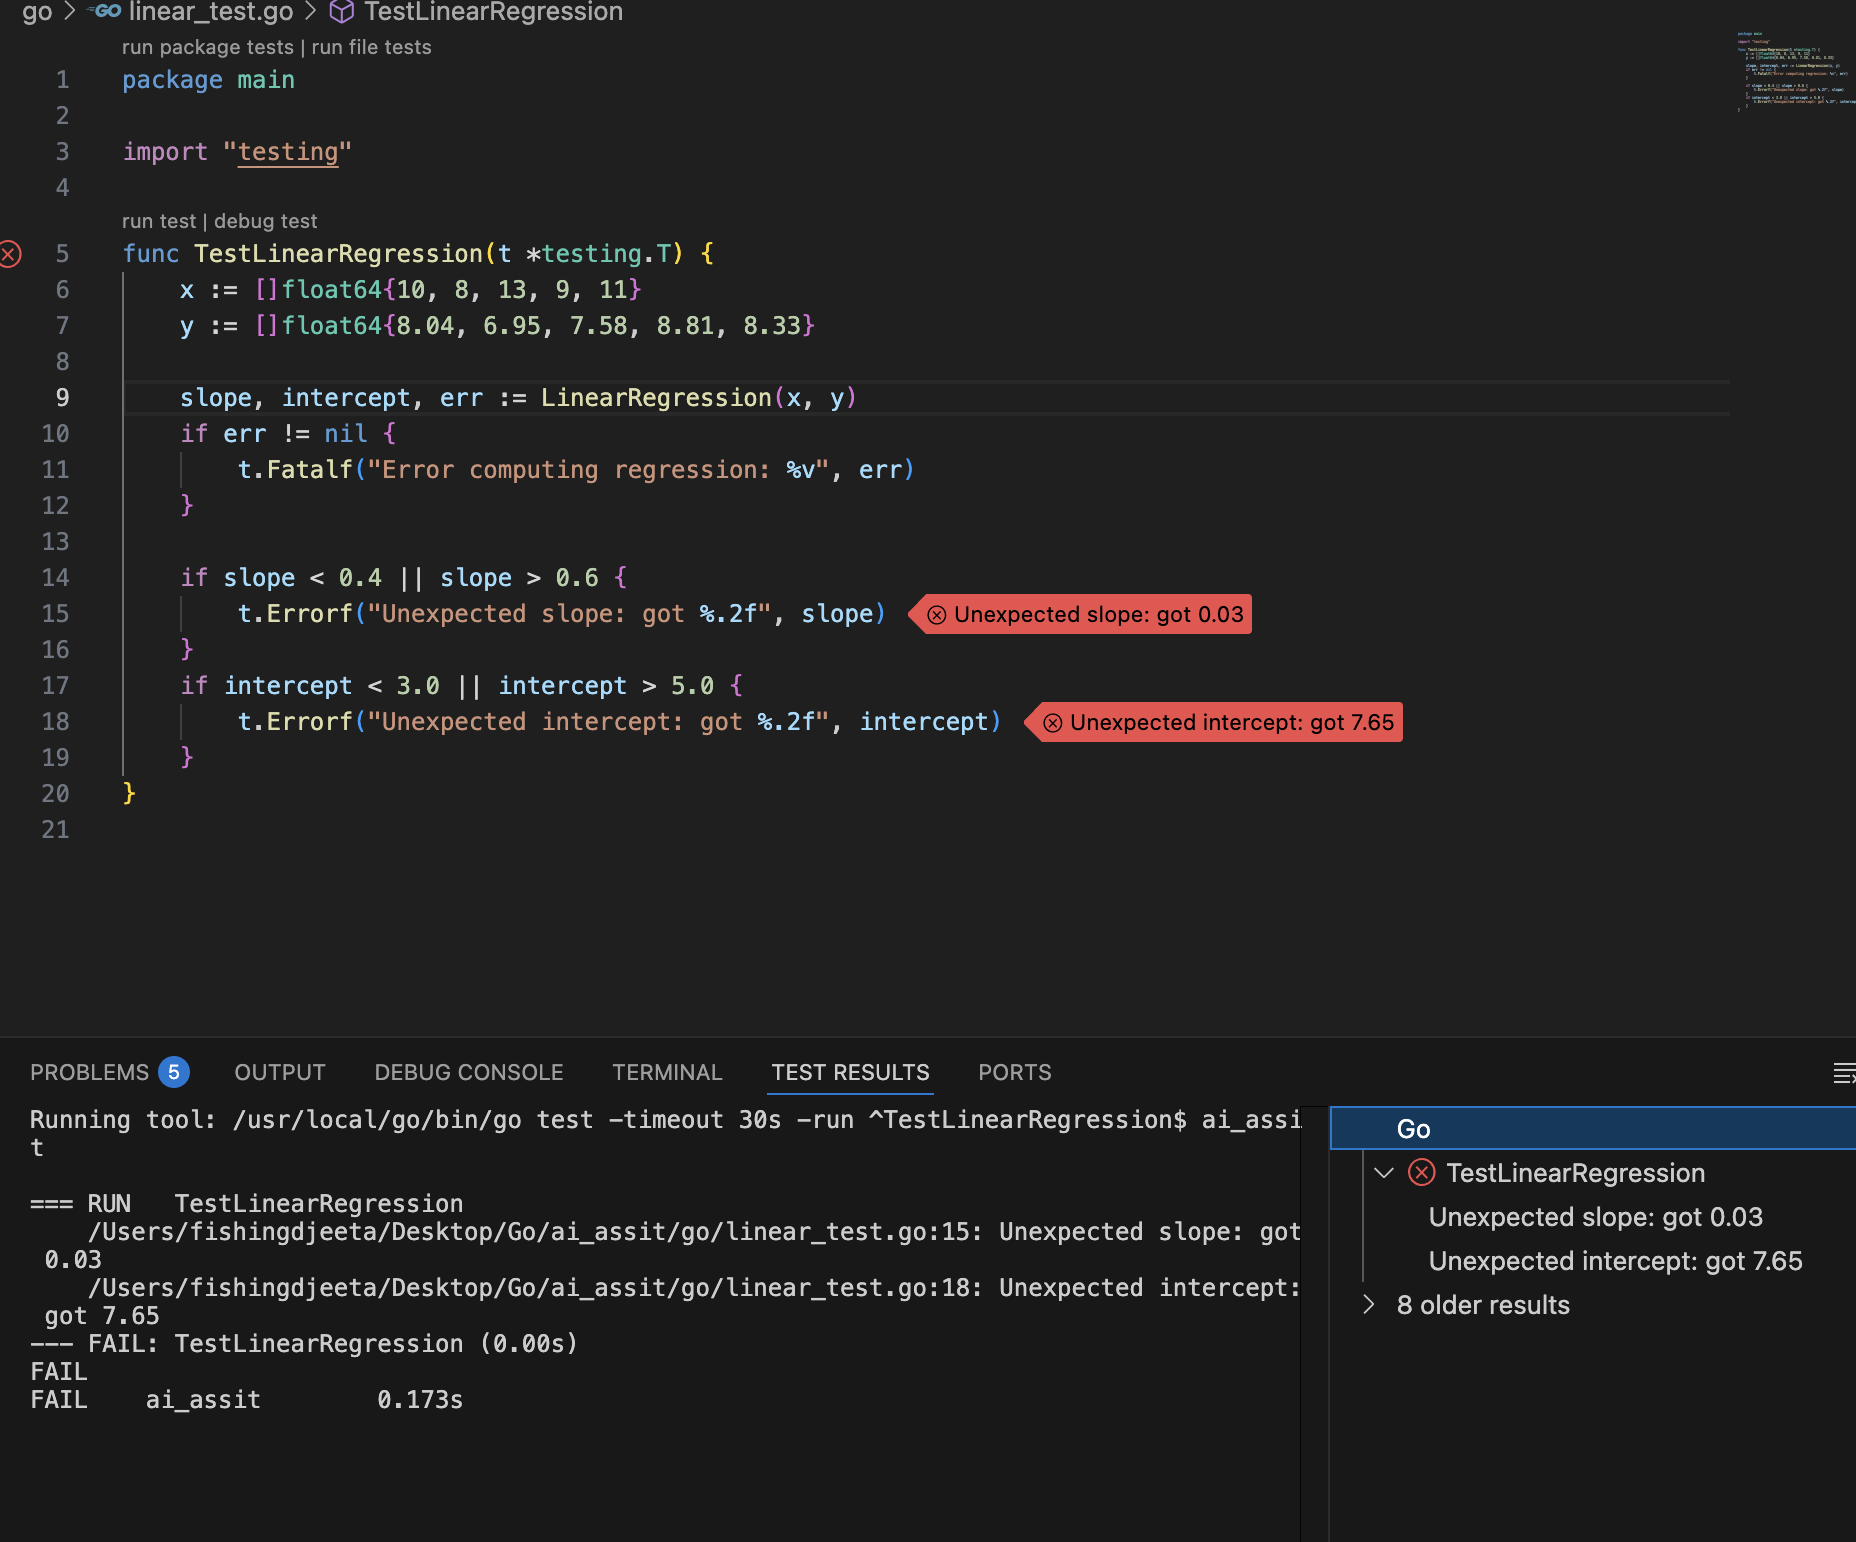 go > GO linear_test.go > TestLinearRegression
run package tests | run file tests
1 package main
2
3 import "testing"
4
run test | debug test
5 func TestLinearRegression(t *testing.T) {
6 x := []float64{10, 8, 13, 9, 11}
7 y := []float64{8.04, 6.95, 7.58, 8.81, 8.33}
8
9 slope, intercept, err := LinearRegression(x, y)
10 if err != nil {
11 t.Fatalf("Error computing regression: %v", err)
12 }
13
14 if slope < 0.4 || slope > 0.6 {
15 t.Errorf("Unexpected slope: got %.2f", slope) Unexpected slope: got 0.03
16 }
17 if intercept < 3.0 || intercept > 5.0 {
18 t.Errorf("Unexpected intercept: got %.2f", intercept) Unexpected intercept: got 7.65
19 }
20 }
21
PROBLEMS 5 OUTPUT DEBUG CONSOLE TERMINAL TEST RESULTS PORTS
Running tool: /usr/local/go/bin/go test -timeout 30s -run ^TestLinearRegression$ ai_assi
t
=== RUN   TestLinearRegression
/Users/fishingdjeeta/Desktop/Go/ai_assit/go/linear_test.go:15: Unexpected slope: got
0.03
/Users/fishingdjeeta/Desktop/Go/ai_assit/go/linear_test.go:18: Unexpected intercept:
got 7.65
--- FAIL: TestLinearRegression (0.00s)
FAIL
FAIL    ai_assit        0.173s
Go
TestLinearRegression
Unexpected slope: got 0.03
Unexpected intercept: got 7.65
8 older results